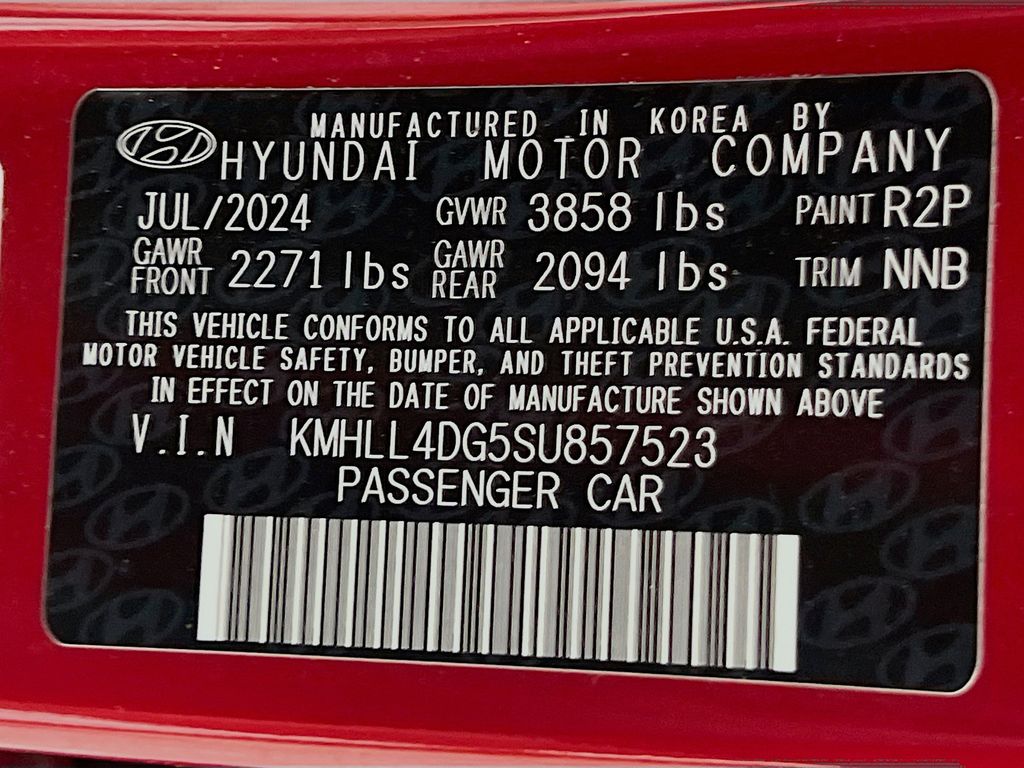 MANUFACTURED IN KOREA BY
HYUNDAI MOTOR COMPANY
JUL/2024 GVWR 3858 lbs PAINT R2P
GAWR FRONT 2271 lbs GAWR REAR 2094 lbs TRIM NNB
THIS VEHICLE CONFORMS TO ALL APPLICABLE U.S.A. FEDERAL
MOTOR VEHICLE SAFETY, BUMPER, AND THEFT PREVENTION STANDARDS
IN EFFECT ON THE DATE OF MANUFACTURE SHOWN ABOVE
V.I.N KMHLL4DG5SU857523
PASSENGER CAR